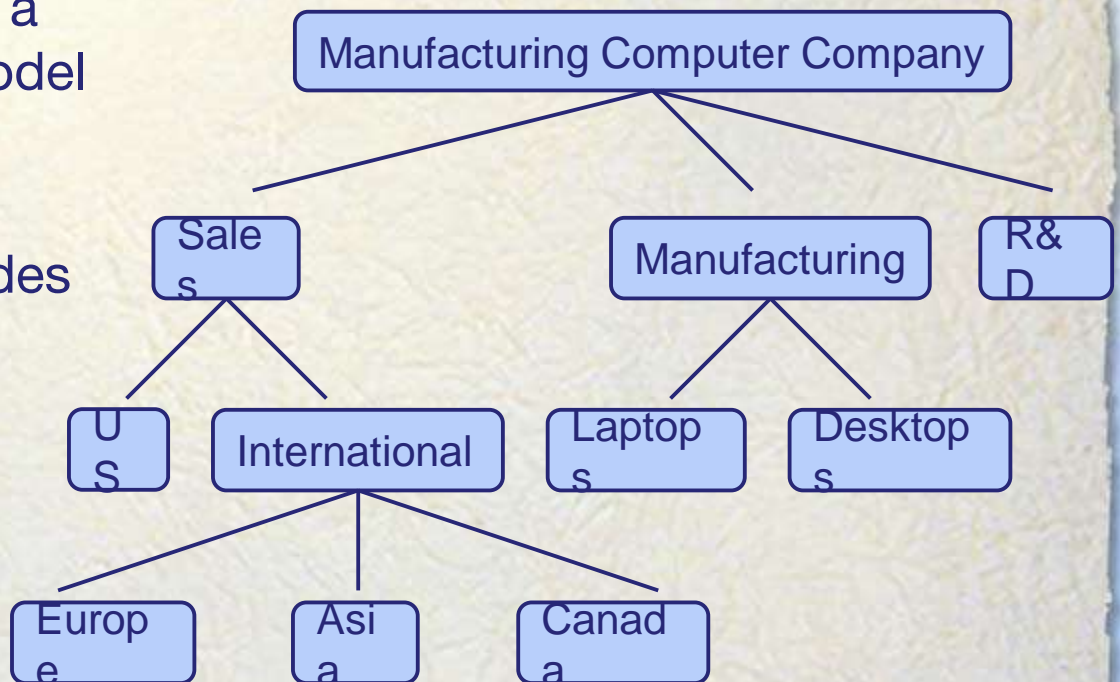 a
odel
des
Manufacturing Computer Company
Sale
s
Manufacturing
R&
D
U
S
International
Laptop
s
Desktop
s
Europ
e
Asi
a
Canad
a